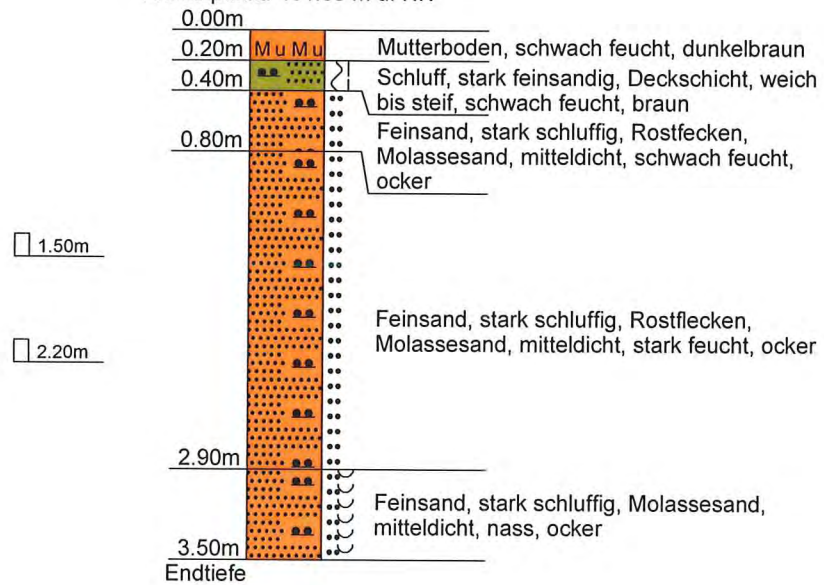 0.00m
0.20m Mu Mu Mutterboden, schwach feucht, dunkelbraun
0.40m Schluff, stark feinsandig, Deckschicht, weich
bis steif, schwach feucht, braun
Feinsand, stark schluffig, Rostfecken,
0.80m Molassesand, mitteldicht, schwach feucht,
ocker
1.50m
Feinsand, stark schluffig, Rostflecken,
2.20m Molassesand, mitteldicht, stark feucht, ocker
2.90m
Feinsand, stark schluffig, Molassesand,
mitteldicht, nass, ocker
3.50m
Endtiefe